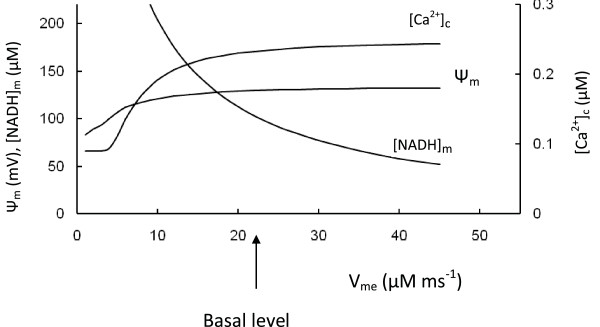 200
150
100
50
0
0.3
0.2
0.1
0
0 10 20 30 40 50
Ψm (mV), [NADH]m (µM)
[Ca2+]c (µM)
[Ca2+]c
Ψm
[NADH]m
Vme (µM ms-1)
Basal level